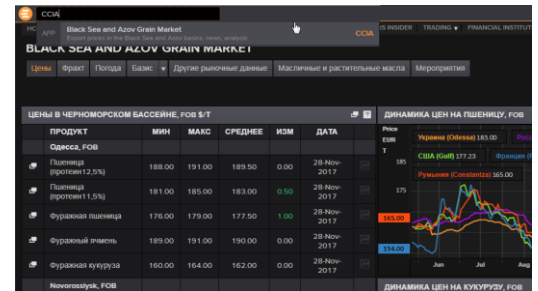 CCIA
APP Black Sea and Azov Grain Market CCIA
Export prices in the Black Sea and Azov basins, news, analysis
IS INSIDER TRADING ▾ FINANCIAL INSTITUT
BLACK SEA AND AZOV GRAIN MARKET
Цены Фрахт Погода Базис ▾ Другие рыночные данные Масличные и растительные масла Мероприятия
ЦЕНЫ В ЧЕРНОМОРСКОМ БАССЕЙНЕ, FOB $/T
ПРОДУКТ МИН МАКС СРЕДНЕЕ ИЗМ ДАТА
Одесса, FOB
Пшеница (протеин12,5%) 188.00 191.00 189.50 0.00 28-Nov-2017
Пшеница (протеин11,5%) 181.00 185.00 183.00 0.50 28-Nov-2017
Фуражная пшеница 176.00 179.00 177.50 1.00 28-Nov-2017
Фуражный ячмень 189.00 191.00 190.00 0.00 28-Nov-2017
Фуражная кукуруза 160.00 164.00 162.00 0.00 28-Nov-2017
Novorossiysk, FOB
ДИНАМИКА ЦЕН НА ПШЕНИЦУ, FOB
Price
EUR
T
Украина (Odessa) 183.00 Росс
США (Gulf) 177.23 Франция (
Румыния (Constantza) 165.00
185
175
165.00
154.00
Jun Jul Aug
ДИНАМИКА ЦЕН НА КУКУРУЗУ, FOB